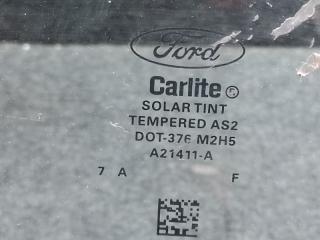 Ford
Carlite ℗
SOLAR TINT
TEMPERED AS2
DOT-376 M2H5
A21411-A
7 A F